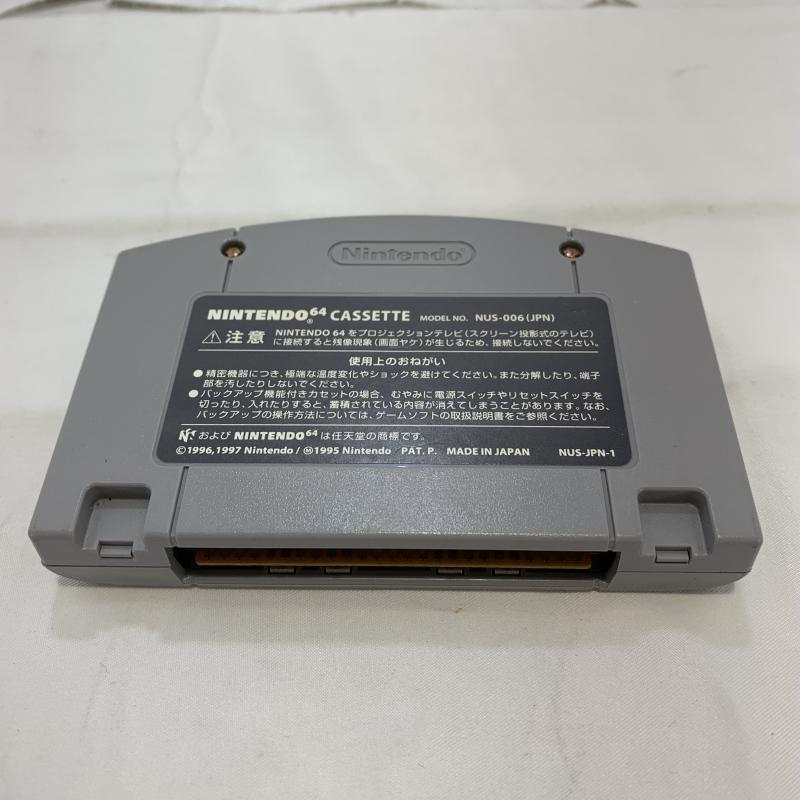 Nintendo
NINTENDO64 CASSETTE MODEL NO. NUS-006(JPN)
注意 NINTENDO 64 をプロジェクションテレビ(スクリーン投影式のテレビ)
に接続すると残像現象(画面ヤケ)が生じるため、接続しないでください。
使用上のおねがい
●精密機器につき、極端な温度変化やショックを避けてください。また分解したり、端子
部を汚したりしないでください。
●バックアップ機能付きカセットの場合、むやみに電源スイッチやリセットスイッチを
切ったり、入れたりすると、蓄積されている内容が消えてしまうことがあります。なお、
バックアップの操作方法については、ゲームソフトの取扱説明書をご参照ください。
および NINTENDO64 は任天堂の商標です。
©1996,1997 Nintendo/Ⓜ1995 Nintendo PAT. P. MADE IN JAPAN NUS-JPN-1